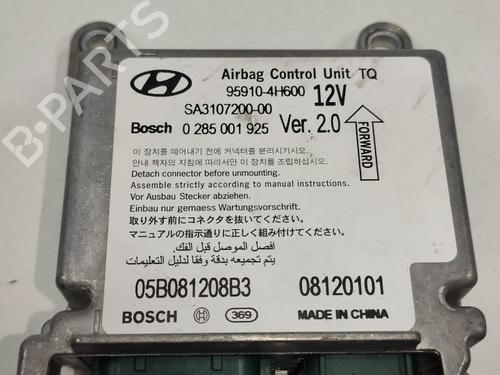 Airbag Control Unit TQ
95910-4H600
12V
SA3107200-00
Bosch 0 285 001 925 Ver. 2.0
FORWARD
이 장치를 떼어내기 전에 커넥터를 분리시키시오.
안내 책자의 지침에 따라서 이 장치를 조립하십시오.
Detach connector before unmounting.
Assemble strictly according to manual instructions.
Vor Ausbau Stecker abziehen.
Einbau nur gemaess Wartungsvorschrift.
取り外す前にコネクタを抜いてください。
マニュアルの指示通りに正しく組み付けてください
افصل الموصل قبل الفك.
يتم تجميعه بدقة وفقا لدليل التعليمات
05B081208B3 08120101
BOSCH 369 MADE IN CHINA
B-PARTS